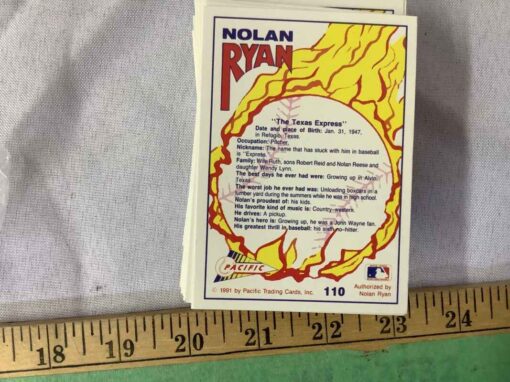 NOLAN
RYAN
"The Texas Express"
Date and place of Birth: Jan. 31, 1947,
in Refugio, Texas.
Occupation: Pitcher.
Nickname: The name that has stuck with him in baseball
is "Express."
Family: Wife Ruth, sons Robert Reid and Nolan Reese and
daughter Wendy Lynn.
The best days he ever had were: Growing up in Alvin,
Texas.
The worst job he ever had was: Unloading boxcars in a
lumber yard during the summers while he was in high school.
Nolan's proudest of: his kids.
His favorite kind of music is: Country-western.
He drives: A pickup.
Nolan's hero is: Growing up, he was a John Wayne fan.
His greatest thrill in baseball: his sixth no-hitter.
PACIFIC
© 1991 by Pacific Trading Cards, Inc.
110
Authorized by
Nolan Ryan
18 19 20 21 22 23 24